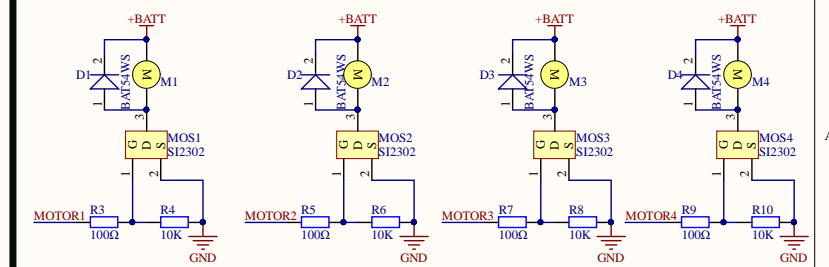 +BATT +BATT +BATT +BATT
2 2 2 2
D1 BAT54WS M M1 D2 BAT54WS M M2 D3 BAT54WS M M3 D4 BAT54WS M M4
1 1 1 1
3 3 3 3
G D S MOS1 G D S MOS2 G D S MOS3 G D S MOS4
SI2302 SI2302 SI2302 SI2302
1 2 1 2 1 2 1 2
MOTOR1 R3 R4 MOTOR2 R5 R6 MOTOR3 R7 R8 MOTOR4 R9 R10
100Ω 10K 100Ω 10K 100Ω 10K 100Ω 10K
GND GND GND GND